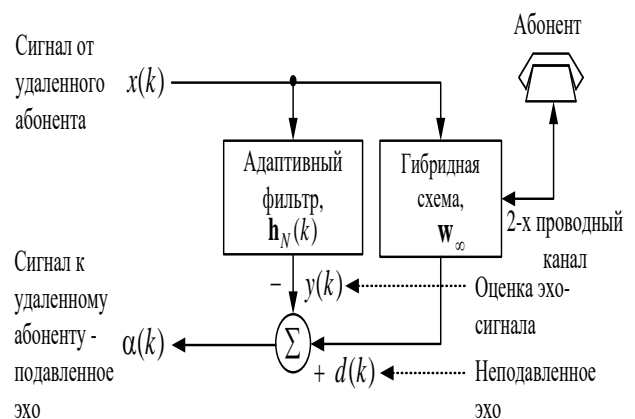 Абонент
Сигнал от
удаленного
абонента
x(k)
Адаптивный
фильтр,
h_N(k)
Гибридная
схема,
w_∞
2-х проводный
канал
Сигнал к
удаленному
абоненту -
подавленное
эхо
α(k)
− y(k)
Оценка эхо-
сигнала
Σ
+ d(k)
Неподавленное
эхо